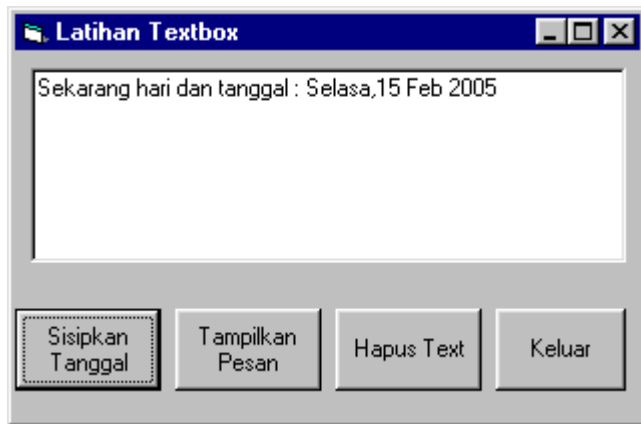 Latihan Textbox
Sekarang hari dan tanggal : Selasa,15 Feb 2005
Sisipkan
Tanggal
Tampilkan
Pesan
Hapus Text
Keluar